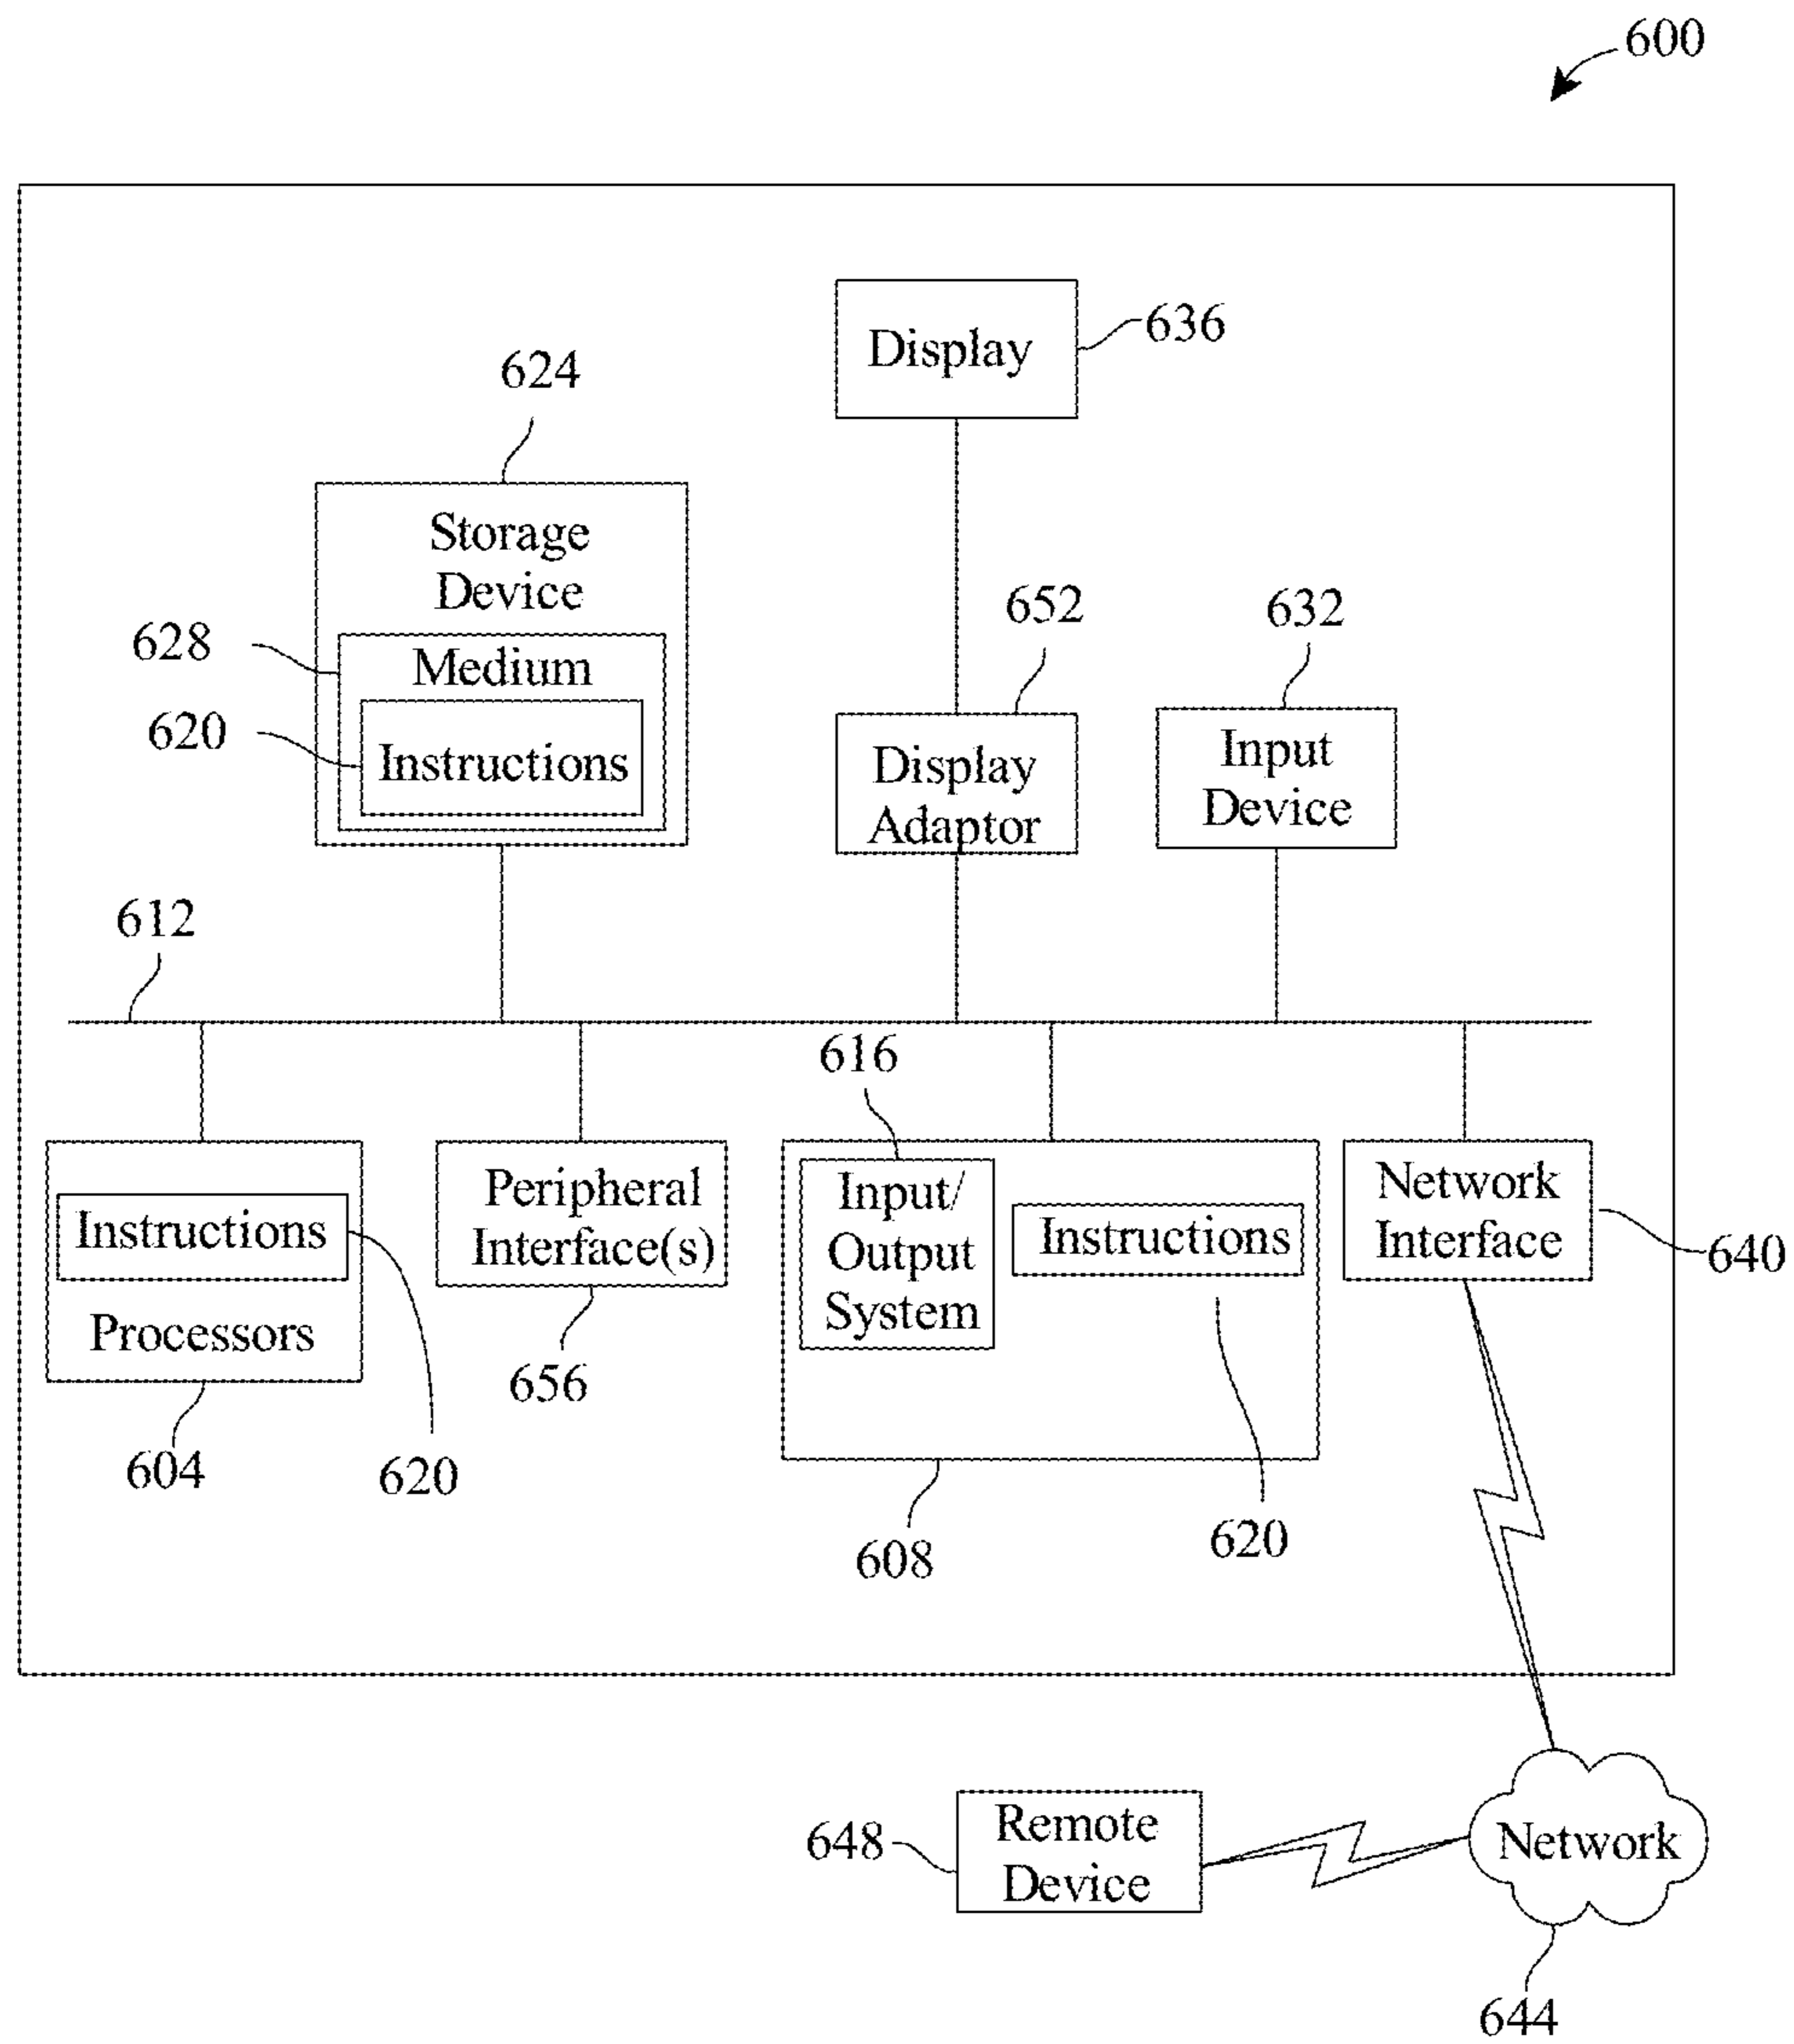 600
Display
636
624
Storage
Device
628
Medium
620
Instructions
652
Display
Adaptor
632
Input
Device
612
616
Instructions
Processors
604
620
Peripheral
Interface(s)
656
Input/
Output
System
Instructions
608
620
Network
Interface
640
648
Remote
Device
Network
644